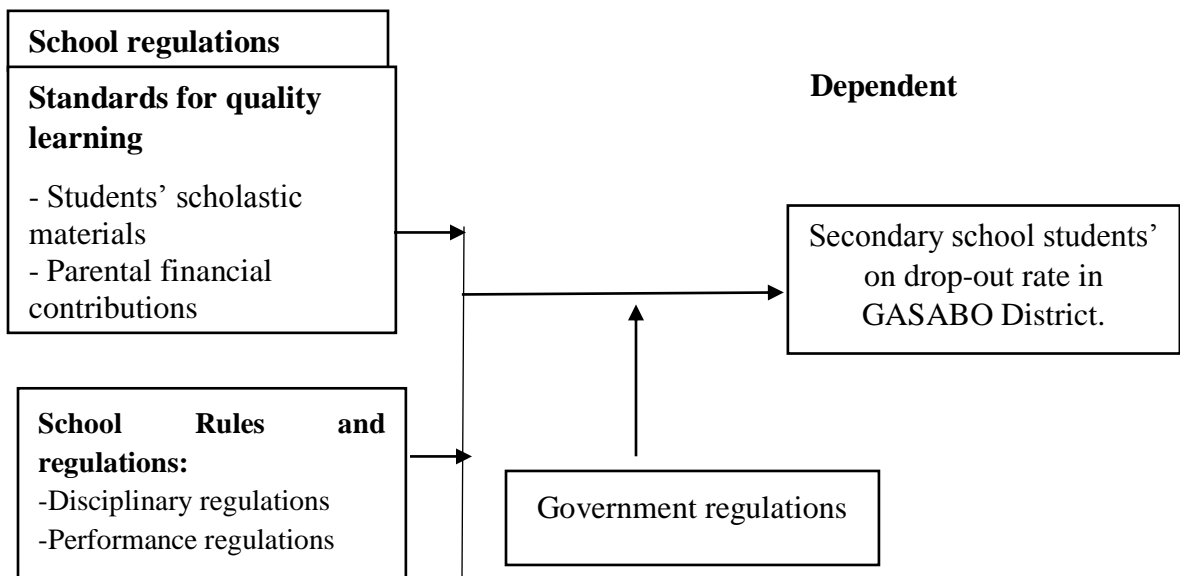 School regulations
Standards for quality
learning
- Students’ scholastic
materials
- Parental financial
contributions
Dependent
Secondary school students’
on drop-out rate in
GASABO District.
School Rules and
regulations:
-Disciplinary regulations
-Performance regulations
Government regulations